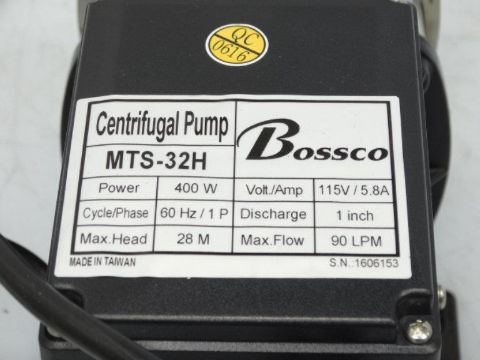 QC
0616
Centrifugal Pump
Bossco
MTS-32H
Power 400 W Volt./Amp 115V / 5.8A
Cycle/Phase 60 Hz / 1 P Discharge 1 inch
Max.Head 28 M Max.Flow 90 LPM
MADE IN TAIWAN S.N.:1606153